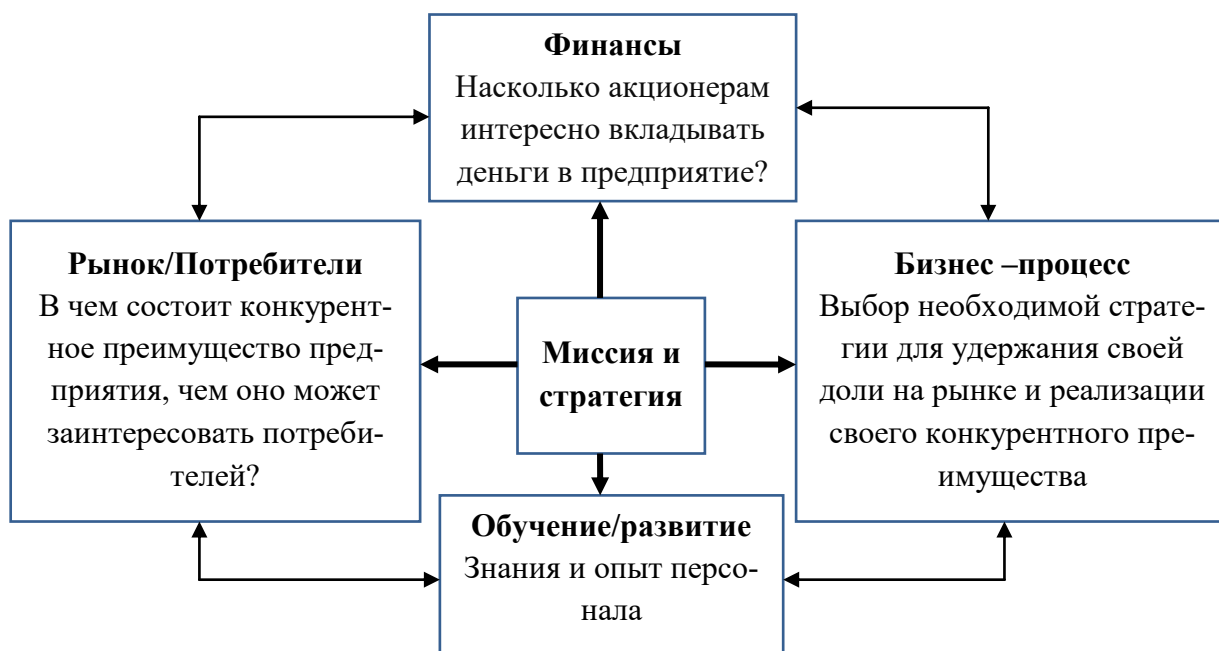 Финансы
Насколько акционерам
интересно вкладывать
деньги в предприятие?
Рынок/Потребители
В чем состоит конкурент-
ное преимущество пред-
приятия, чем оно может
заинтересовать потреби-
телей?
Миссия и
стратегия
Бизнес –процесс
Выбор необходимой страте-
гии для удержания своей
доли на рынке и реализации
своего конкурентного пре-
имущества
Обучение/развитие
Знания и опыт персо-
нала